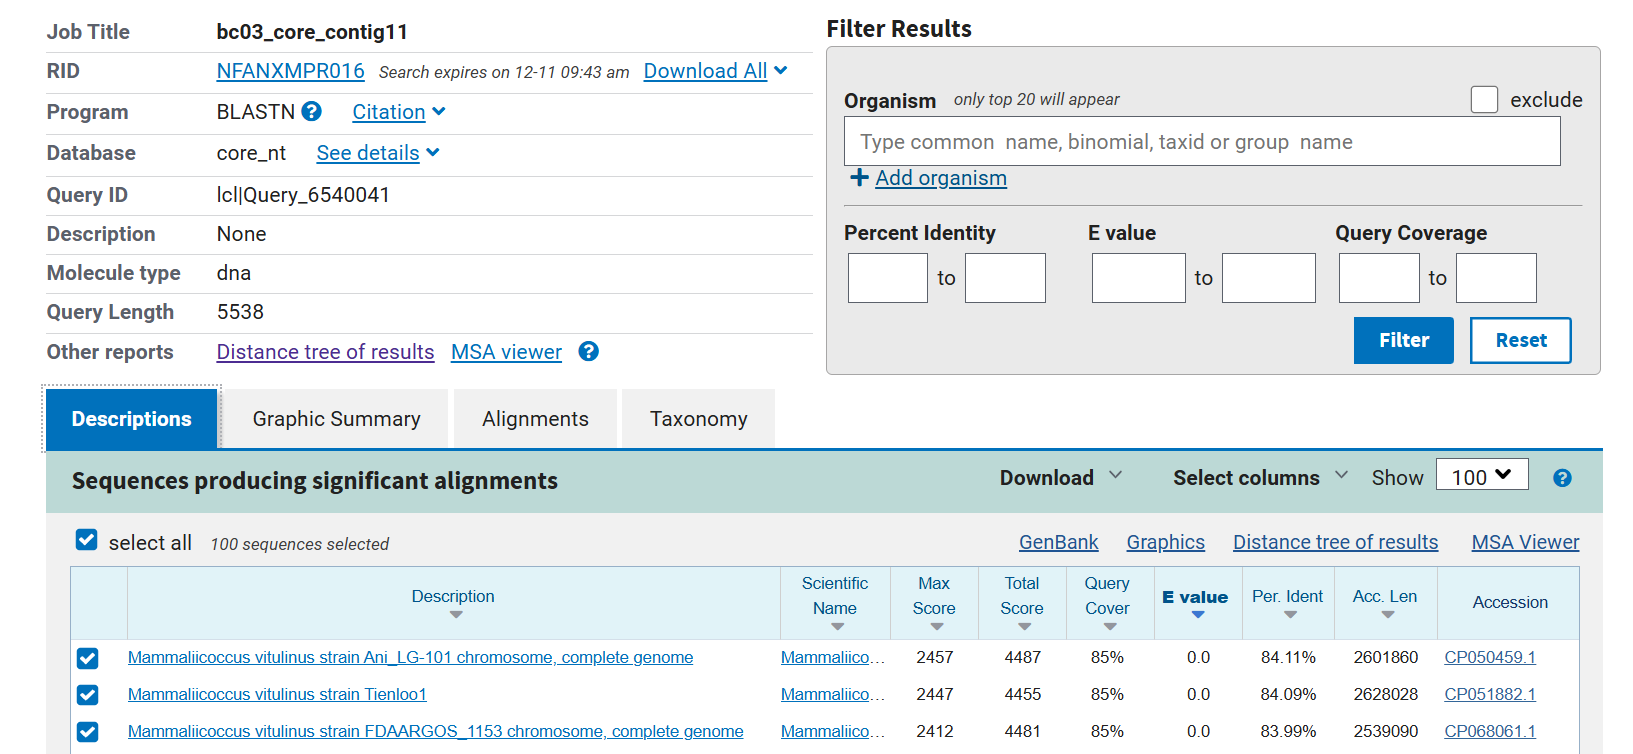 Job Title bc03_core_contig11
RID NFANXMPR016 Search expires on 12-11 09:43 am Download All
Program BLASTN ? Citation
Database core_nt See details
Query ID lcl|Query_6540041
Description None
Molecule type dna
Query Length 5538
Other reports Distance tree of results MSA viewer ?
Filter Results
Organism only top 20 will appear exclude
Type common name, binomial, taxid or group name
+ Add organism
Percent Identity E value Query Coverage
to to to
Filter Reset
Descriptions Graphic Summary Alignments Taxonomy
Sequences producing significant alignments Download Select columns Show 100 ?
select all 100 sequences selected GenBank Graphics Distance tree of results MSA Viewer
Description Scientific Name Max Score Total Score Query Cover E value Per. Ident Acc. Len Accession
Mammaliicoccus vitulinus strain Ani_LG-101 chromosome, complete genome Mammaliico... 2457 4487 85% 0.0 84.11% 2601860 CP050459.1
Mammaliicoccus vitulinus strain Tienloo1 Mammaliico... 2447 4455 85% 0.0 84.09% 2628028 CP051882.1
Mammaliicoccus vitulinus strain FDAARGOS_1153 chromosome, complete genome Mammaliico... 2412 4481 85% 0.0 83.99% 2539090 CP068061.1